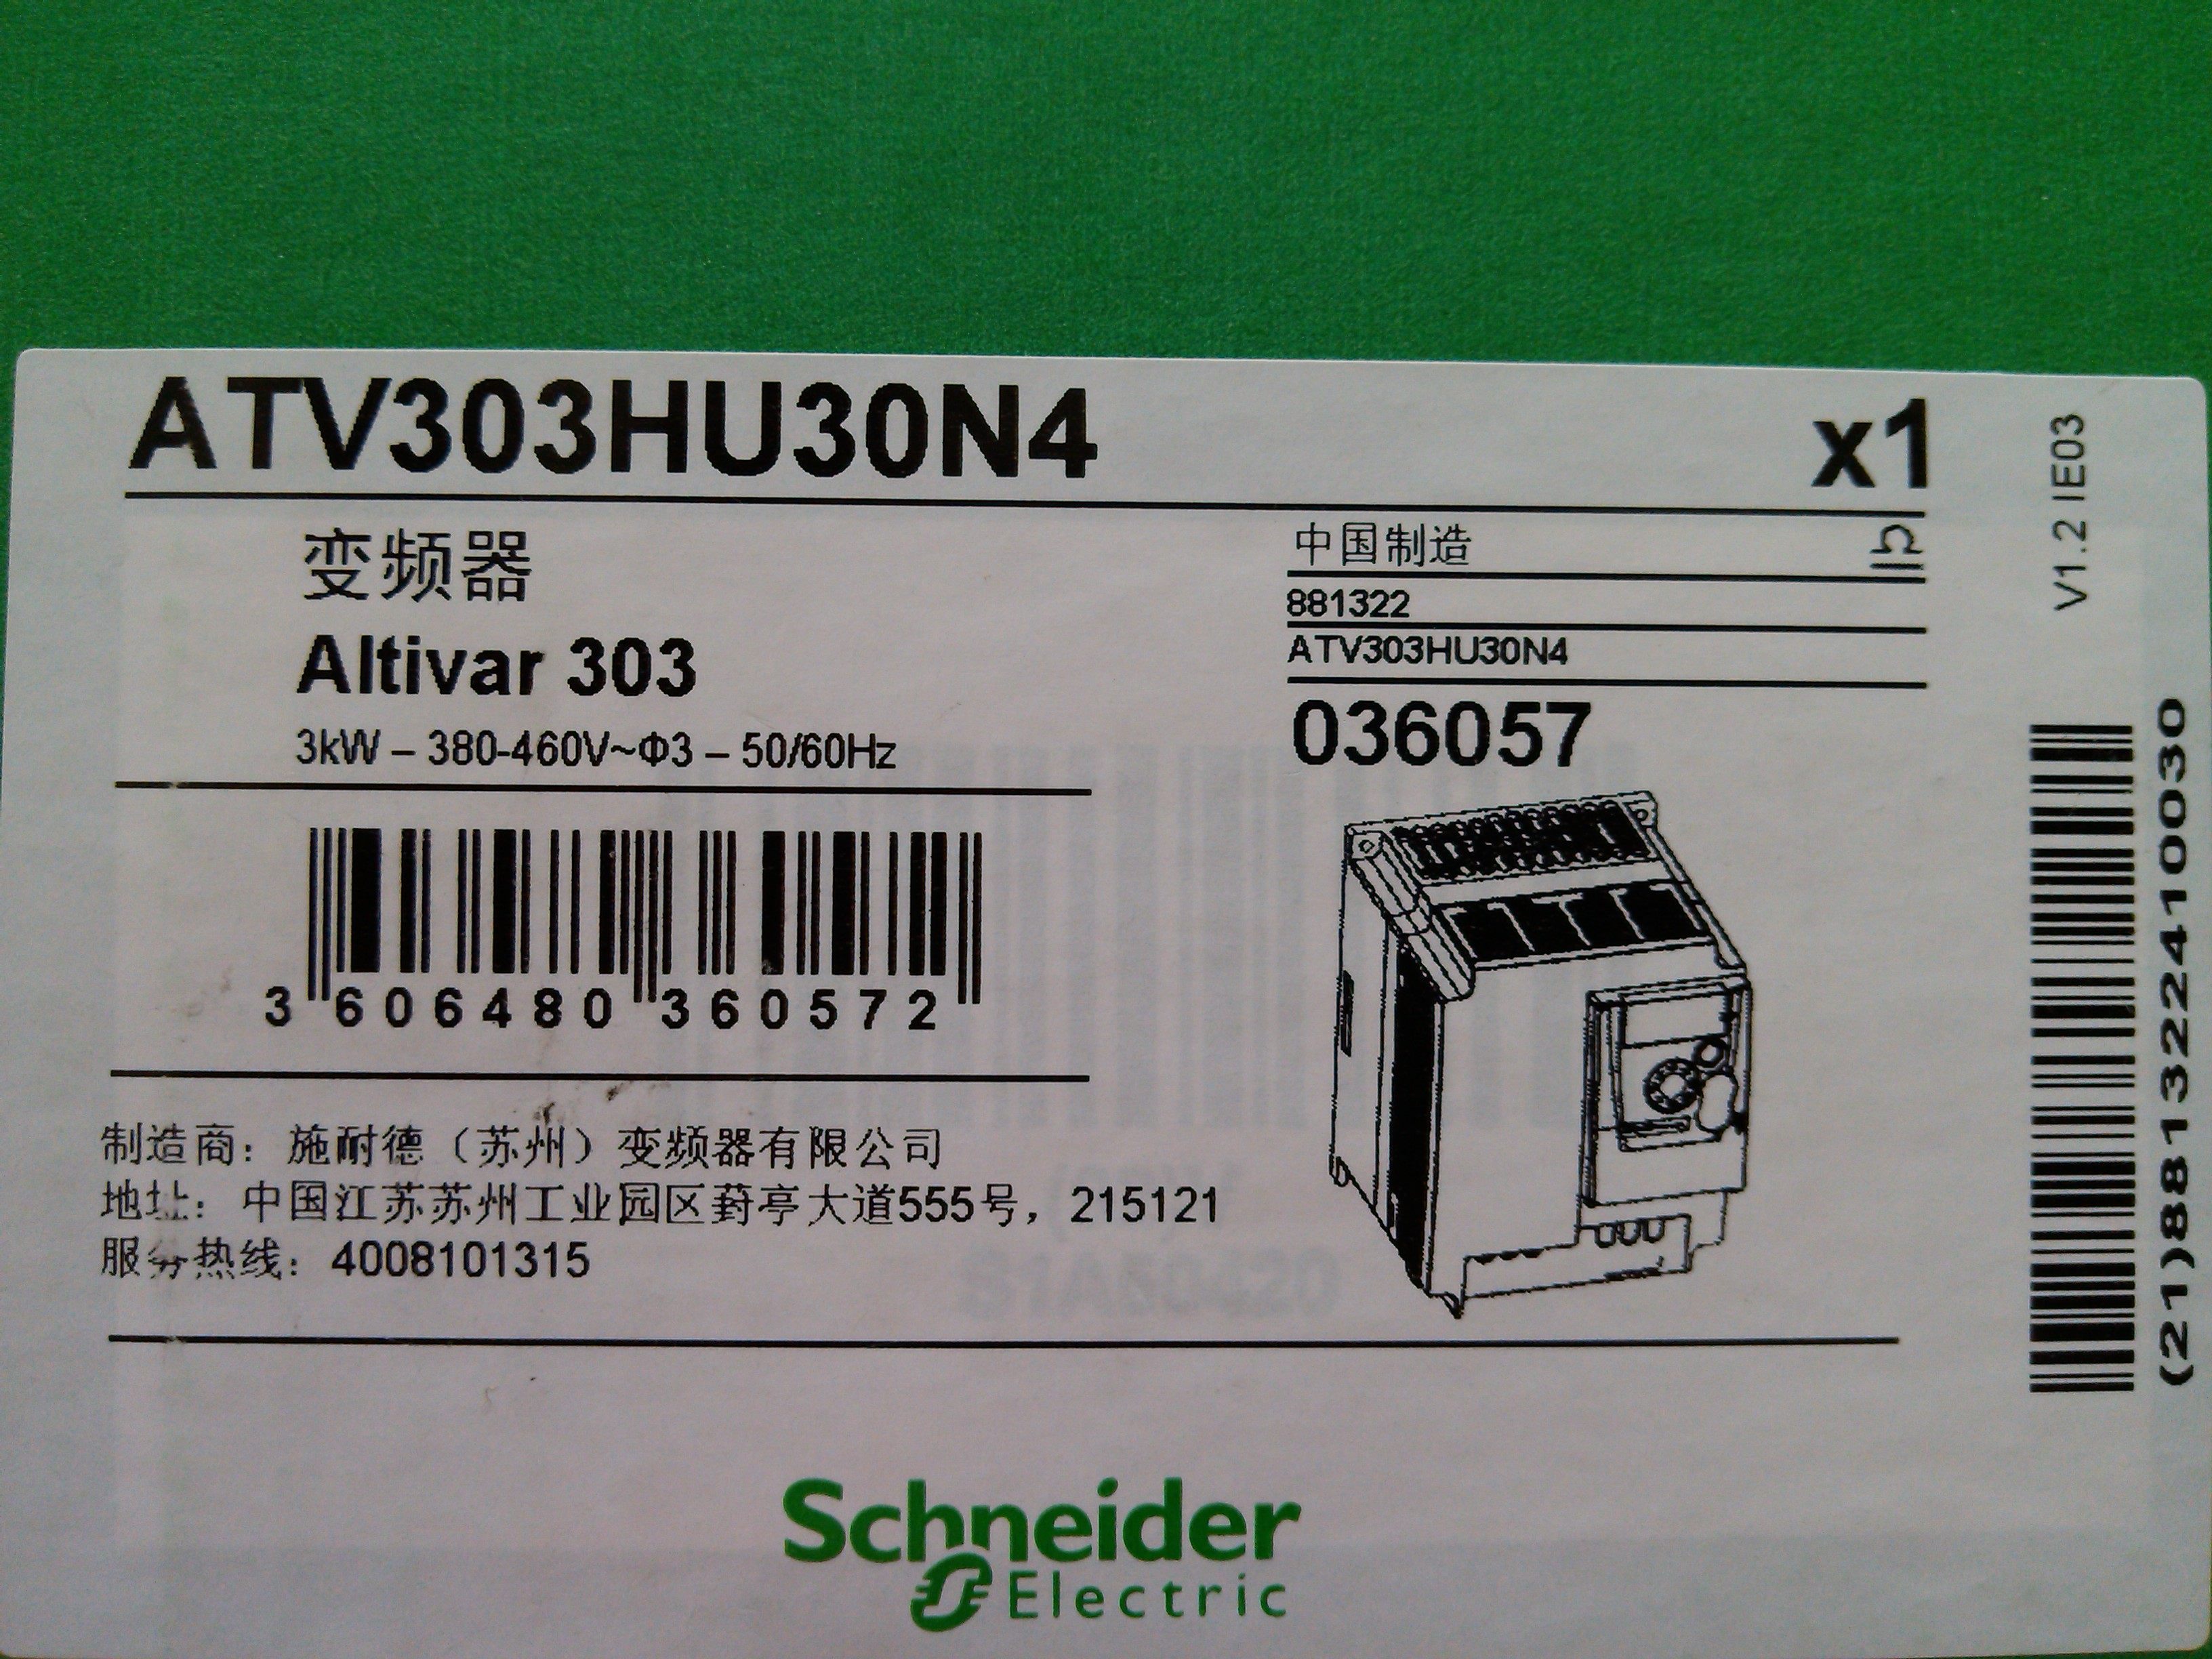 ATV303HU30N4 x1
变频器
Altivar 303
3kW – 380-460V~Φ3 – 50/60Hz
中国制造
881322
ATV303HU30N4
036057
3 606480 360572
制造商：施耐德（苏州）变频器有限公司
地址：中国江苏苏州工业园区葑亭大道555号，215121
服务热线：4008101315
V1.2 IE03
(21)881322410030
Schneider
Electric